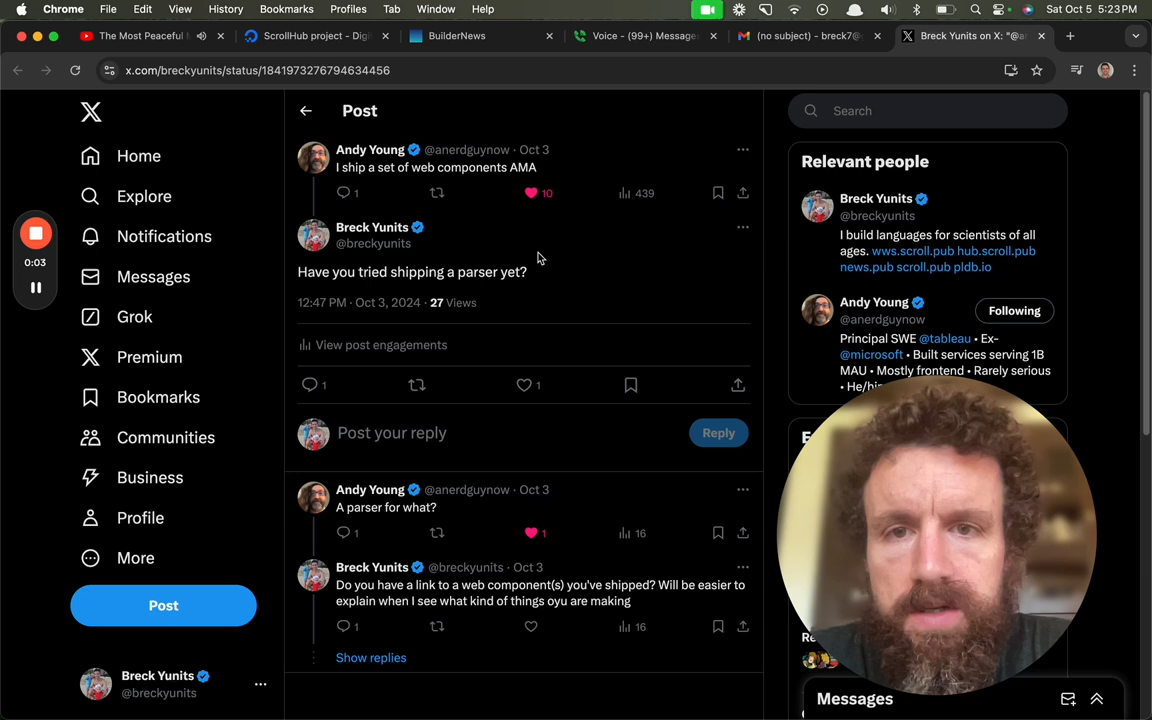 Chrome File Edit View History Bookmarks Profiles Tab Window Help
Sat Oct 5 5:23 PM
The Most Peaceful
ScrollHub project - Digi
BuilderNews
Voice - (99+) Message
(no subject) - breck7@
Breck Yunits on X: "@an
x.com/breckyunits/status/1841973276794634456
Home
Explore
Notifications
Messages
Grok
Premium
Bookmarks
Communities
Business
Profile
More
Post
Breck Yunits
@breckyunits
0:03
Post
Andy Young @anerdguynow · Oct 3
I ship a set of web components AMA
1 10 439
Breck Yunits
@breckyunits
Have you tried shipping a parser yet?
12:47 PM · Oct 3, 2024 · 27 Views
View post engagements
1 1
Post your reply
Reply
Andy Young @anerdguynow · Oct 3
A parser for what?
1 1 16
Breck Yunits @breckyunits · Oct 3
Do you have a link to a web component(s) you've shipped? Will be easier to
explain when I see what kind of things oyu are making
1 16
Show replies
Search
Relevant people
Breck Yunits
@breckyunits
I build languages for scientists of all
ages. wws.scroll.pub hub.scroll.pub
news.pub scroll.pub pldb.io
Andy Young
@anerdguynow
Following
Principal SWE @tableau • Ex-
@microsoft • Built services serving 1B
MAU • Mostly frontend • Rarely serious
Messages